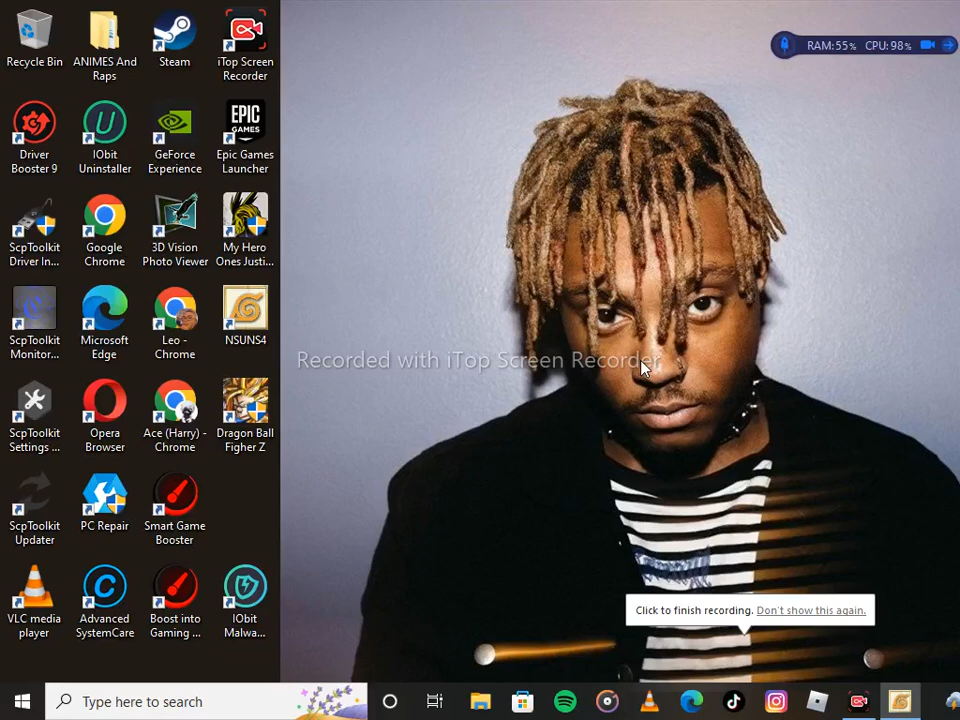 RAM:55% CPU:98%
Recycle Bin
ANIMES And
Raps
Steam
iTop Screen
Recorder
Driver
Booster 9
IObit
Uninstaller
GeForce
Experience
EPIC
GAMES
Epic Games
Launcher
ScpToolkit
Driver In...
Google
Chrome
3D Vision
Photo Viewer
My Hero
Ones Justi...
ScpToolkit
Monitor...
Microsoft
Edge
Leo -
Chrome
NSUNS4
Recorded with iTop Screen Recorder
ScpToolkit
Settings ...
Opera
Browser
Ace (Harry) -
Chrome
Dragon Ball
Figher Z
ScpToolkit
Updater
PC Repair
Smart Game
Booster
VLC media
player
Advanced
SystemCare
Boost into
Gaming ...
IObit
Malwa...
Click to finish recording. Don't show this again.
Type here to search